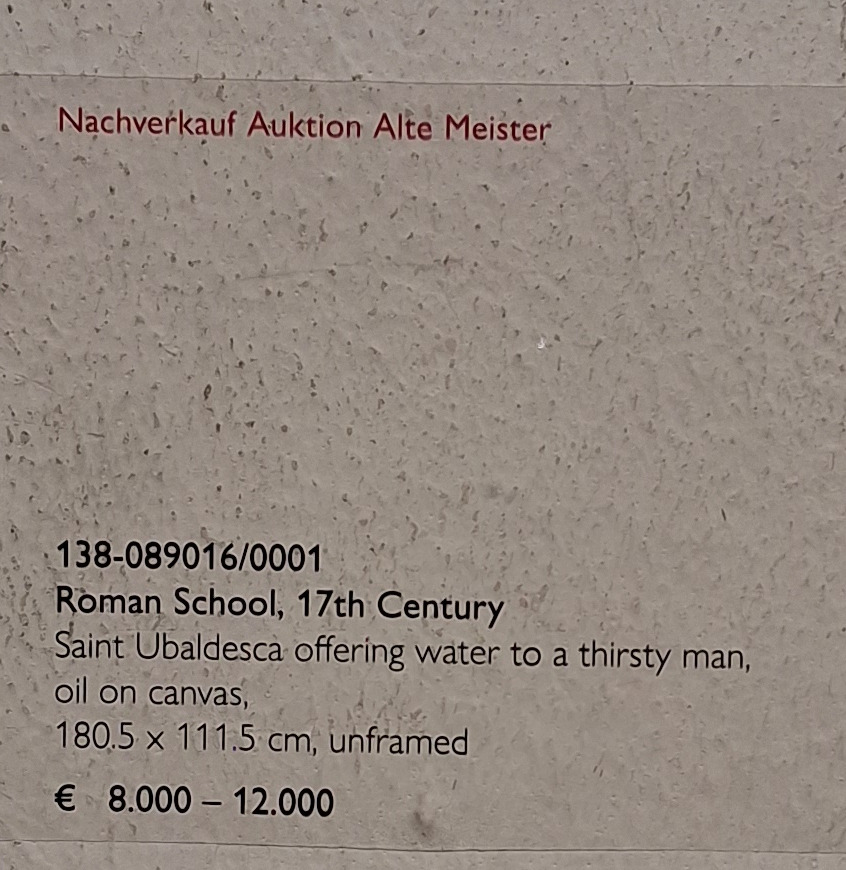 Nachverkauf Auktion Alte Meister
138-089016/0001
Roman School, 17th Century
Saint Ubaldesca offering water to a thirsty man,
oil on canvas,
180.5 x 111.5 cm, unframed
€ 8.000 – 12.000